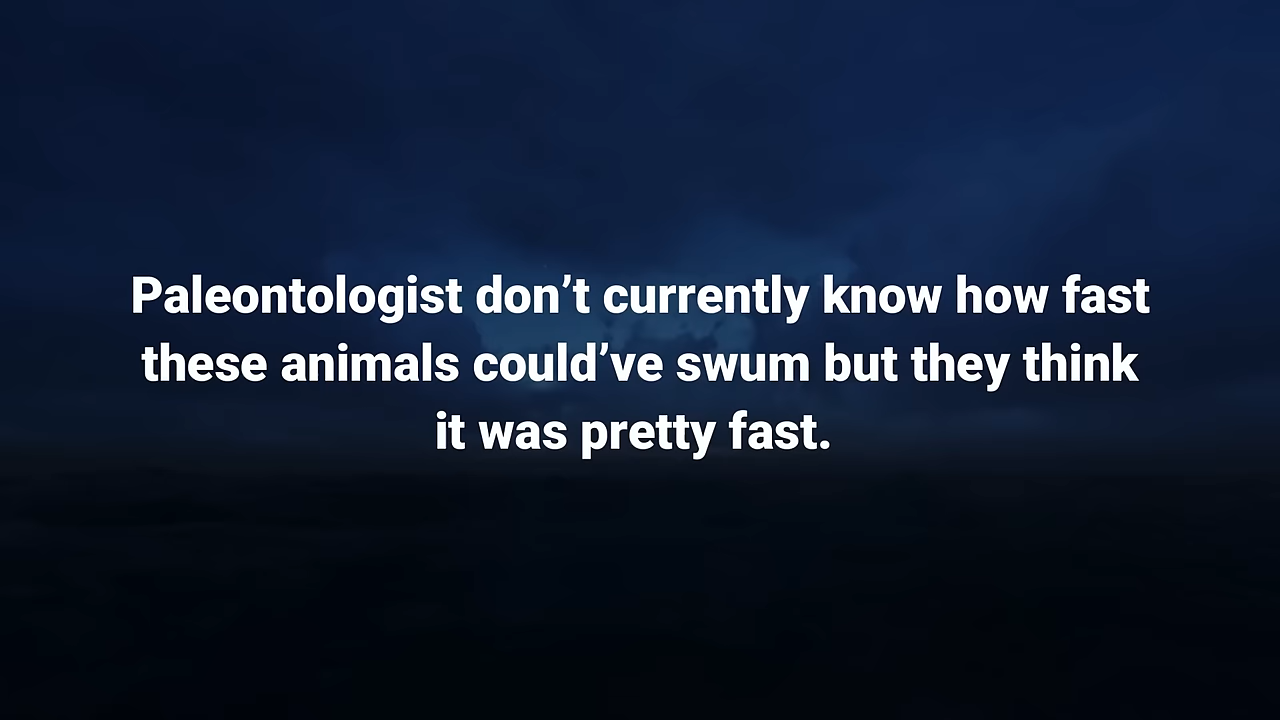 Paleontologist don’t currently know how fast
these animals could’ve swum but they think
it was pretty fast.